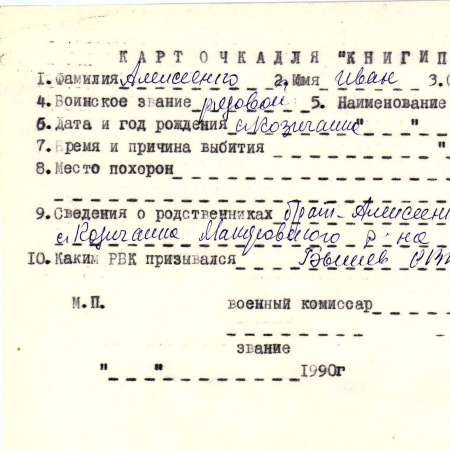 КАРТОЧКА ДЛЯ "КНИГИ П
1. Фамилия Алексеенко 2. Имя Иван 3.О
4. Воинское звание рядовой 5. Наименование
6. Дата и год рождения с. Козичанка " "
7. Время и причина выбития "
8. Место похорон
9. Сведения о родственниках брат - Алексеен
с. Козичанка Макаровского р-на
10. Каким РВК призывался
М.П. военный комиссар
звание
" " 1990г